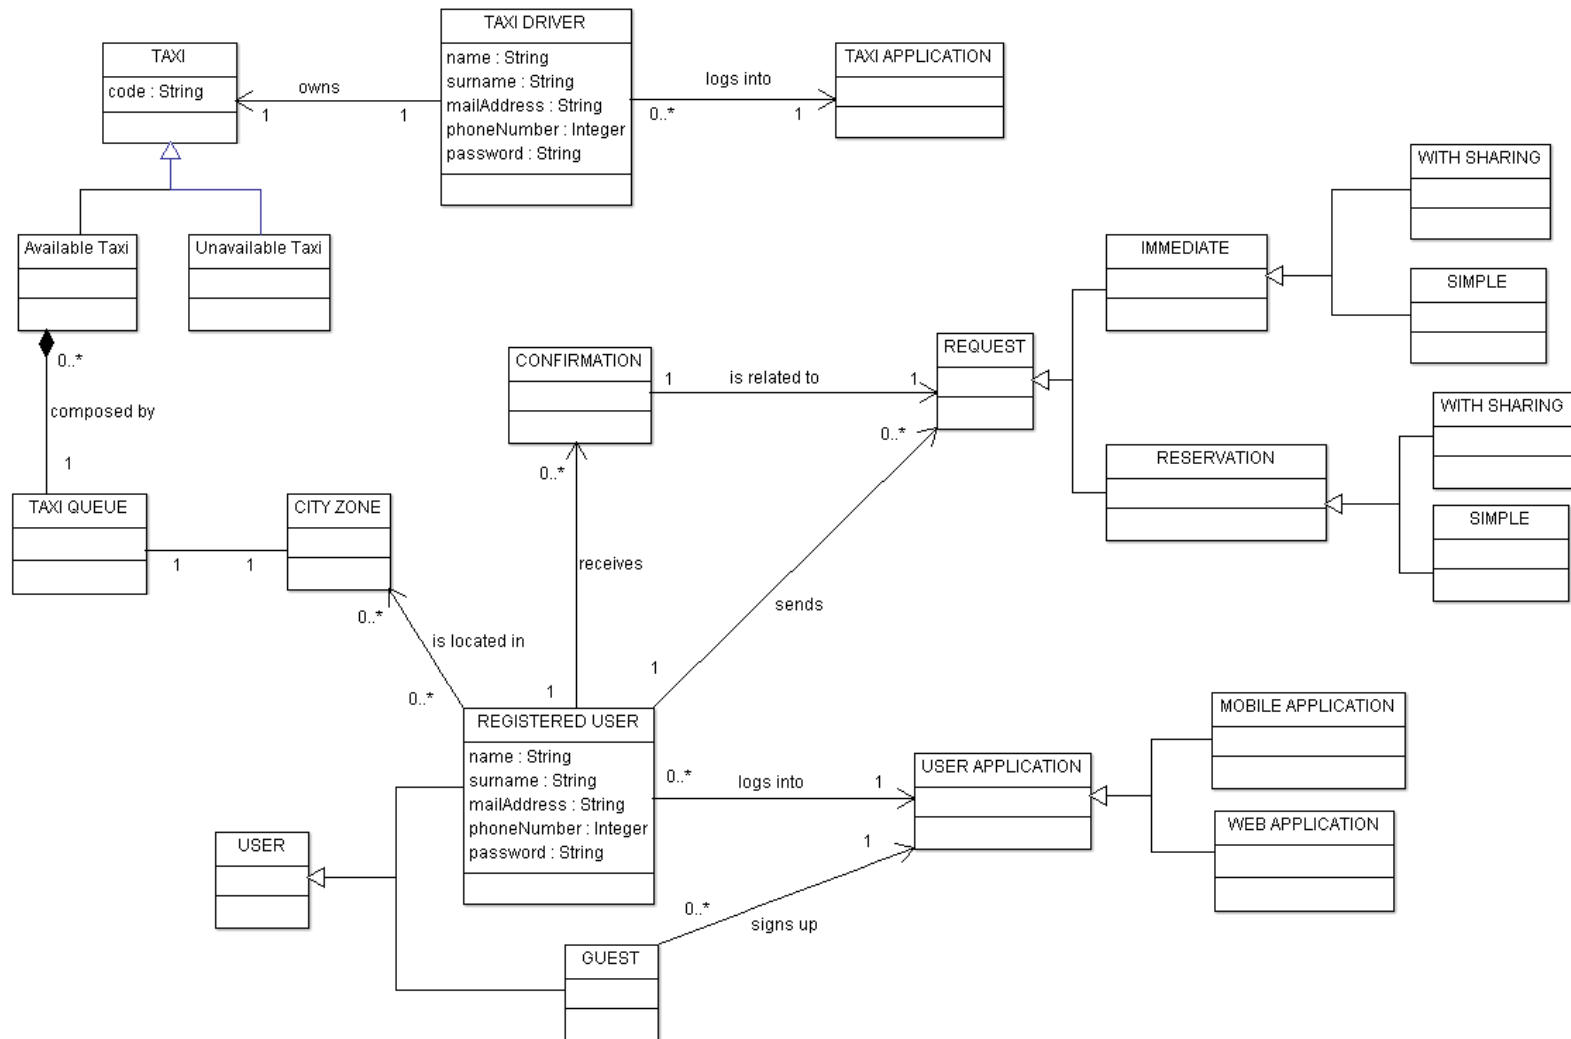 TAXI DRIVER
name : String
surname : String
mailAddress : String
phoneNumber : Integer
password : String
TAXI
code : String
owns
1
1
logs into
0..*
1
TAXI APPLICATION
Available Taxi
Unavailable Taxi
0..*
composed by
1
TAXI QUEUE
1
1
CITY ZONE
0..*
is located in
0..*
CONFIRMATION
1
is related to
1
REQUEST
0..*
0..*
receives
sends
1
1
IMMEDIATE
WITH SHARING
SIMPLE
RESERVATION
WITH SHARING
SIMPLE
REGISTERED USER
name : String
surname : String
mailAddress : String
phoneNumber : Integer
password : String
0..*
logs into
1
USER APPLICATION
MOBILE APPLICATION
WEB APPLICATION
USER
GUEST
0..*
signs up
1